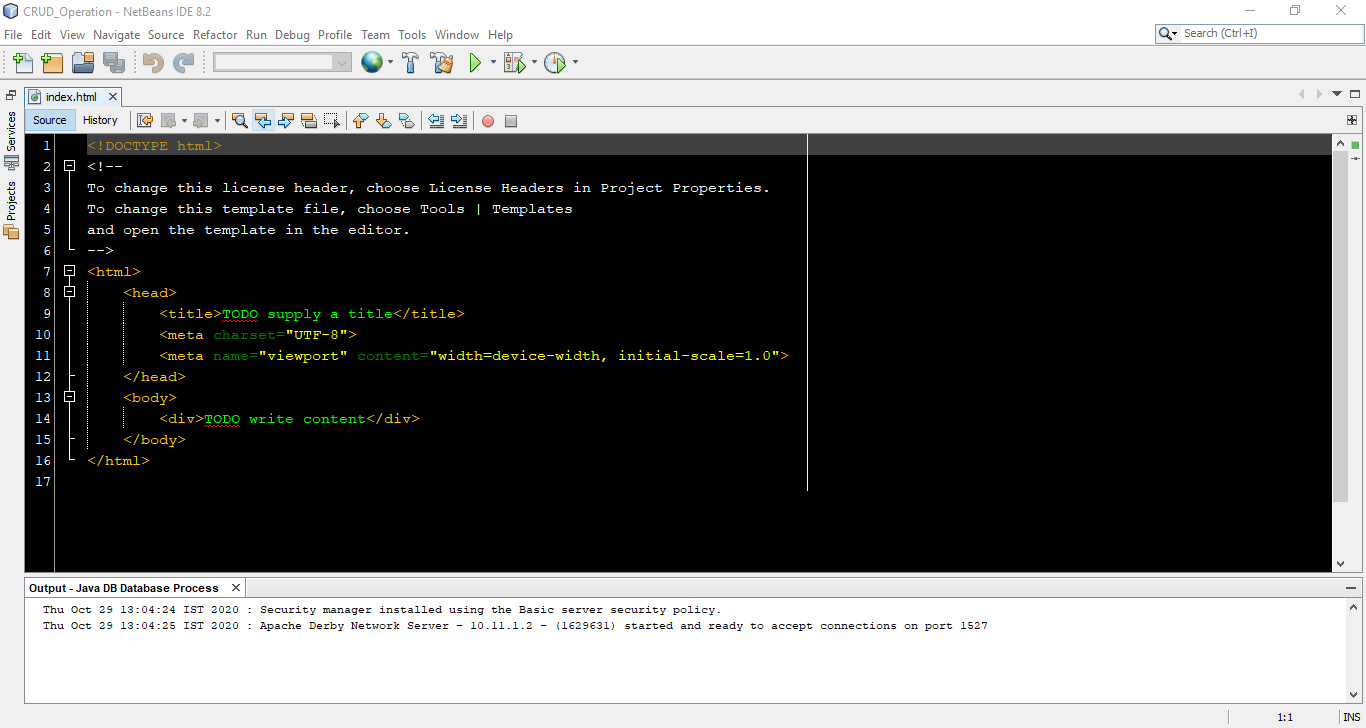 CRUD_Operation - NetBeans IDE 8.2
File Edit View Navigate Source Refactor Run Debug Profile Team Tools Window Help
Search (Ctrl+I)
index.html
Services
Projects
Source History
1 <!DOCTYPE html>
2 <!--
3 To change this license header, choose License Headers in Project Properties.
4 To change this template file, choose Tools | Templates
5 and open the template in the editor.
6 -->
7 <html>
8 <head>
9 <title>TODO supply a title</title>
10 <meta charset="UTF-8">
11 <meta name="viewport" content="width=device-width, initial-scale=1.0">
12 </head>
13 <body>
14 <div>TODO write content</div>
15 </body>
16 </html>
17
Output - Java DB Database Process
Thu Oct 29 13:04:24 IST 2020 : Security manager installed using the Basic server security policy.
Thu Oct 29 13:04:25 IST 2020 : Apache Derby Network Server - 10.11.1.2 - (1629631) started and ready to accept connections on port 1527
1:1 INS